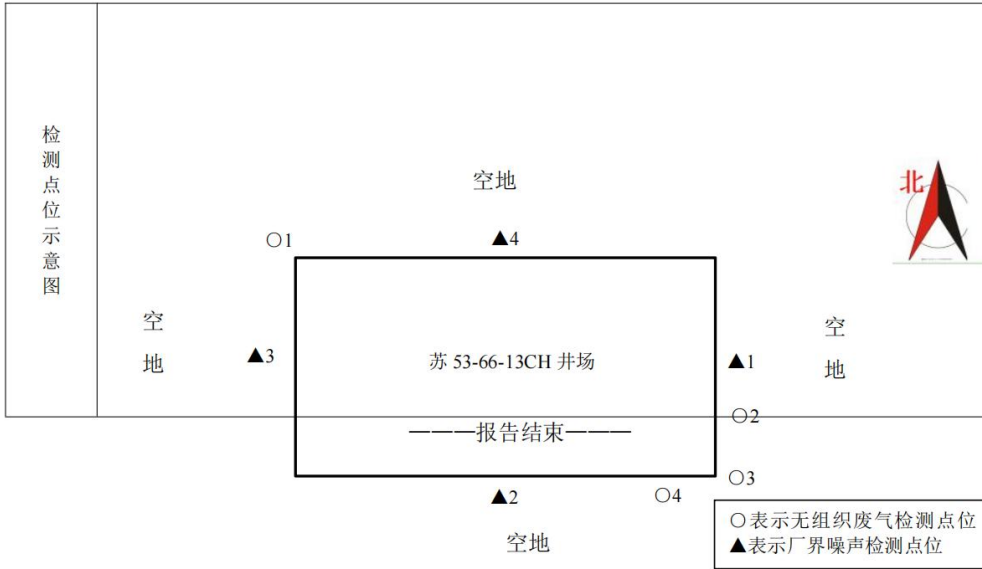 检测点位示意图
空地
北
○1
▲4
空地
▲3
苏 53-66-13CH 井场
▲1
空地
○2
———报告结束———
○3
▲2
○4
空地
○表示无组织废气检测点位
▲表示厂界噪声检测点位